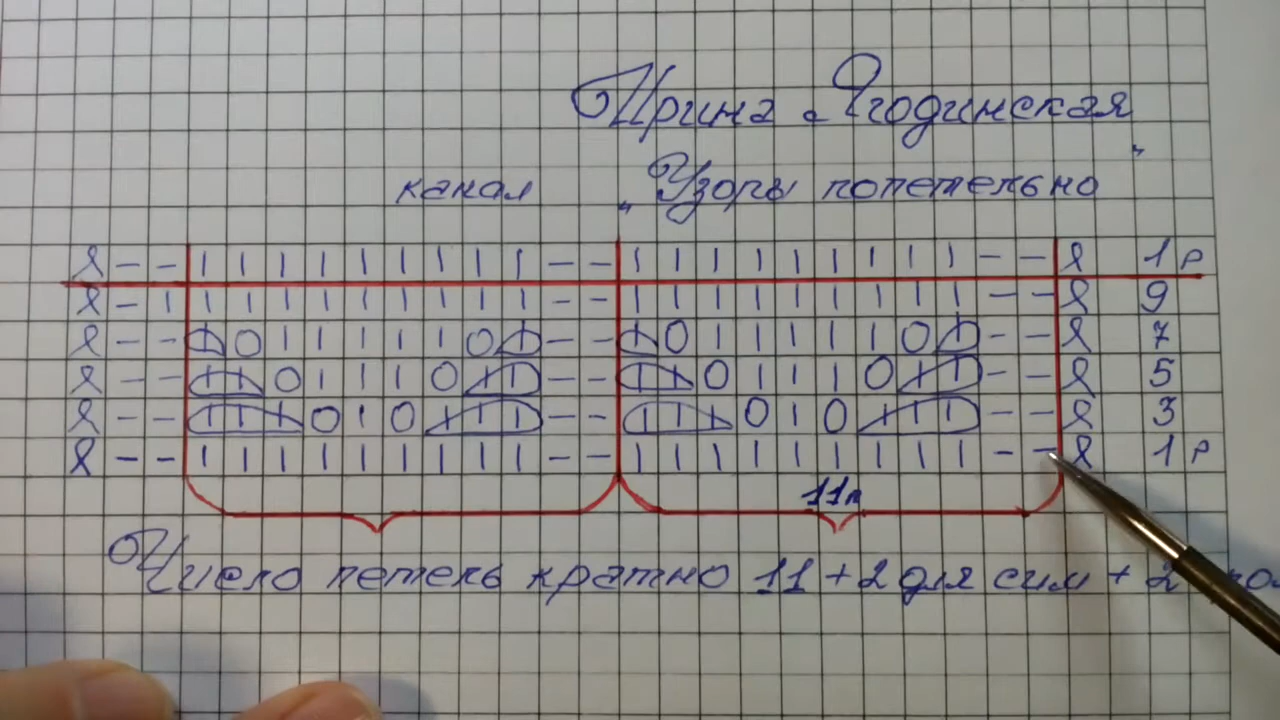 Ирина Ягодинская
канал „Узоры попетельно"
1 р
9
7
5
3
1 р
11п
Число петель кратно 11 + 2 для сим + 2